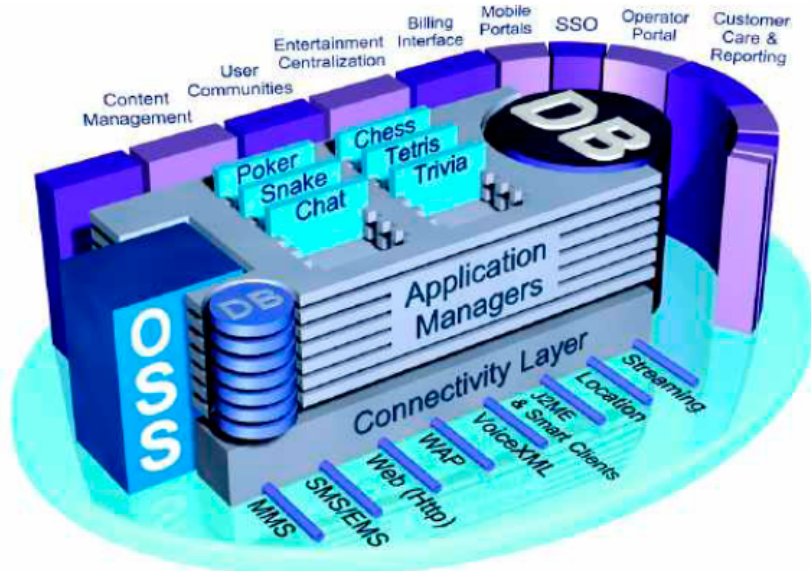 Content
Management
User
Communities
Entertainment
Centralization
Billing
Interface
Mobile
Portals
SSO
Operator
Portal
Customer
Care &
Reporting
DB
Poker
Snake
Chat
Chess
Tetris
Trivia
DB
OSS
Application
Managers
Connectivity Layer
MMS
SMS/EMS
Web (Http)
WAP
VoiceXML
J2ME
& Smart Clients
Location
Streaming